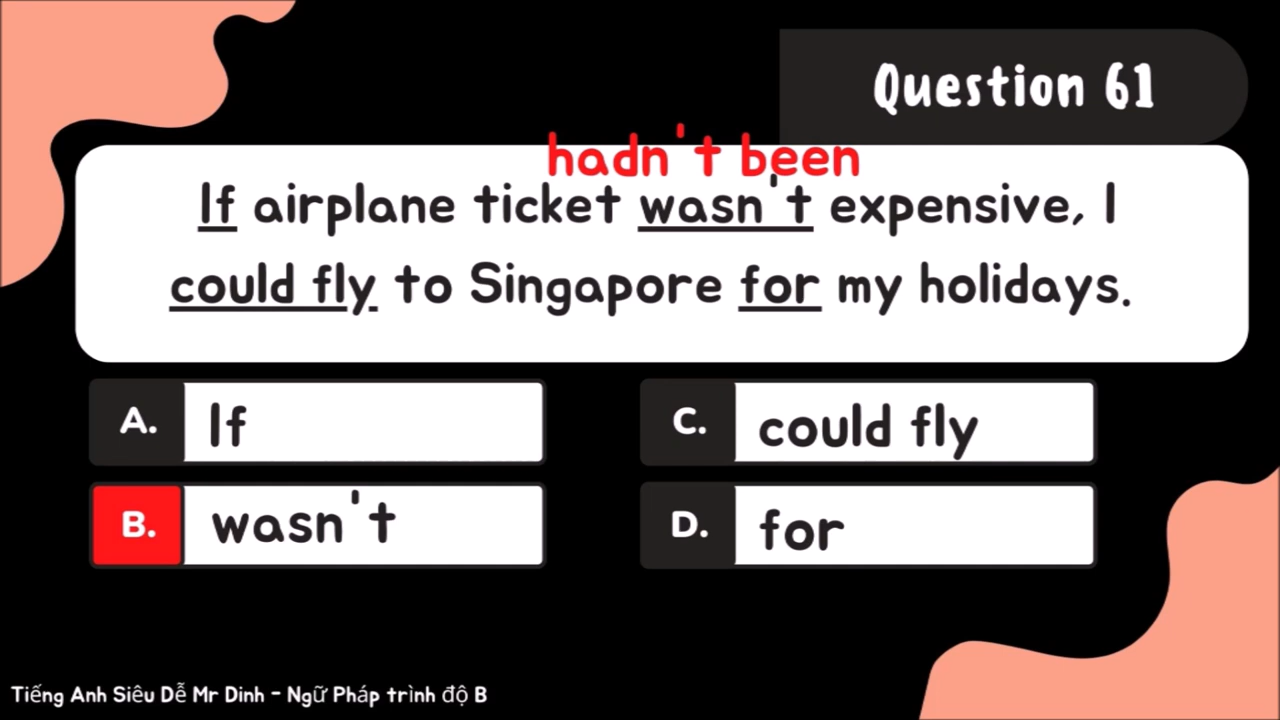 Question 61
hadn't been
If airplane ticket wasn't expensive, I
could fly to Singapore for my holidays.
A. If
C. could fly
B. wasn't
D. for
Tiếng Anh Siêu Dễ Mr Dinh - Ngữ Pháp trình độ B